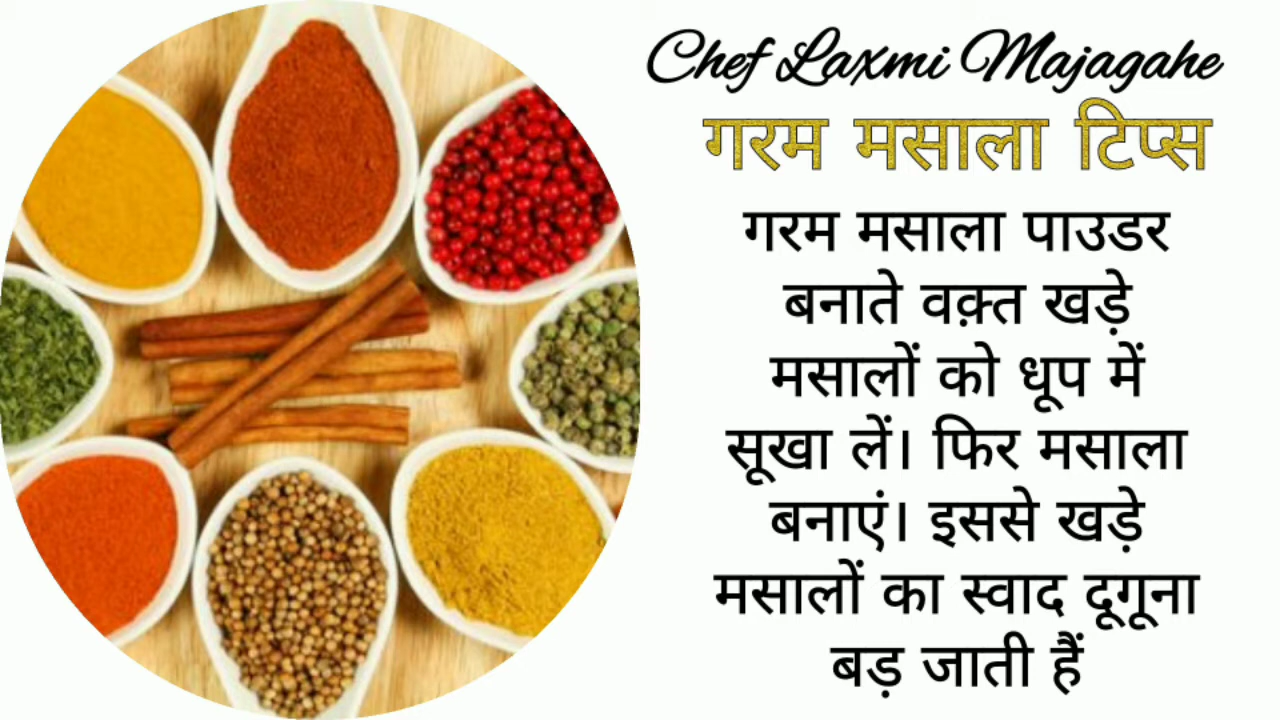 Chef Laxmi Majagahe
गरम मसाला टिप्स
गरम मसाला पाउडर
बनाते वक़्त खड़े
मसालों को धूप में
सूखा लें। फिर मसाला
बनाएं। इससे खड़े
मसालों का स्वाद दूगूना
बड़ जाती हैं